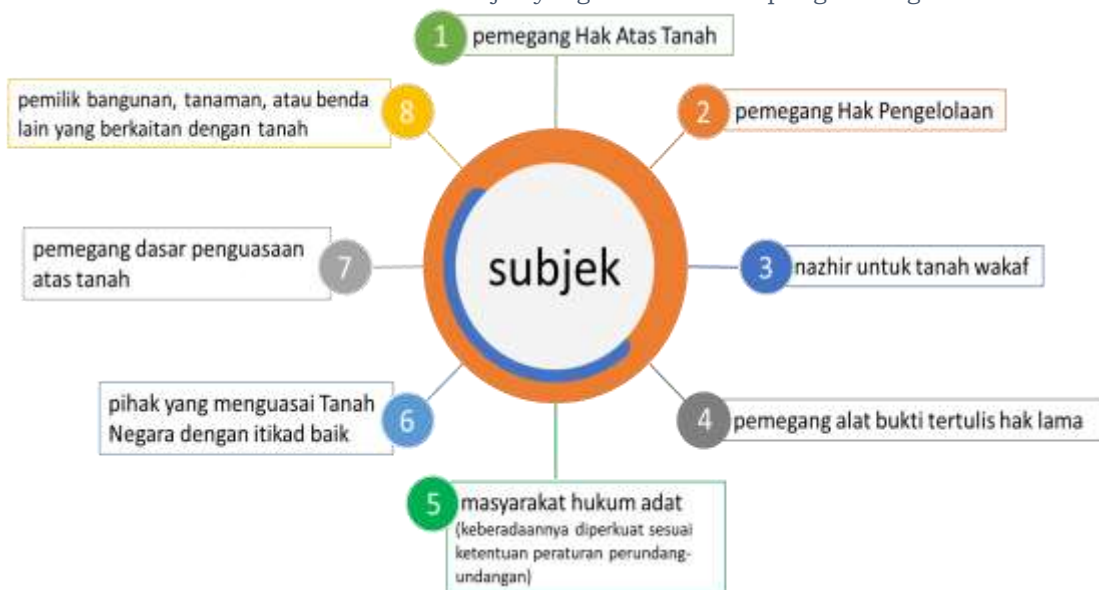 1 pemegang Hak Atas Tanah
2 pemegang Hak Pengelolaan
3 nazhir untuk tanah wakaf
4 pemegang alat bukti tertulis hak lama
5 masyarakat hukum adat
(keberadaannya diperkuat sesuai
ketentuan peraturan perundang-
undangan)
6 pihak yang menguasai Tanah
Negara dengan itikad baik
7 pemegang dasar penguasaan
atas tanah
8 pemilik bangunan, tanaman, atau benda
lain yang berkaitan dengan tanah
subjek